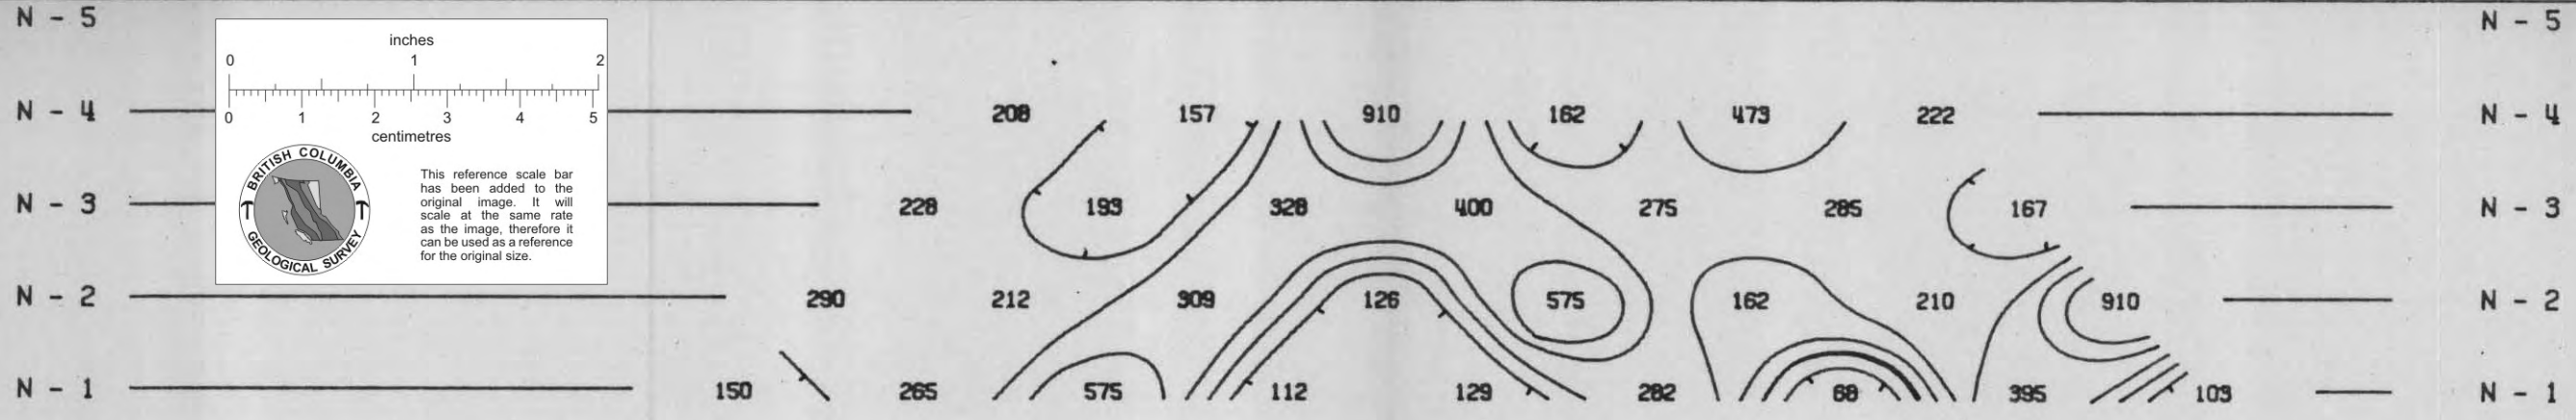 N - 5 N - 5
inches
0 1 2
N - 4 208 157 910 162 473 222 N - 4
0 1 2 3 4 5
centimetres
BRITISH COLUMBIA
GEOLOGICAL SURVEY
This reference scale bar
has been added to the
original image. It will
scale at the same rate
as the image, therefore it
can be used as a reference
for the original size.
N - 3 228 193 328 400 275 285 167 N - 3
N - 2 290 212 309 126 575 162 210 910 N - 2
N - 1 150 265 575 112 129 282 68 395 103 N - 1